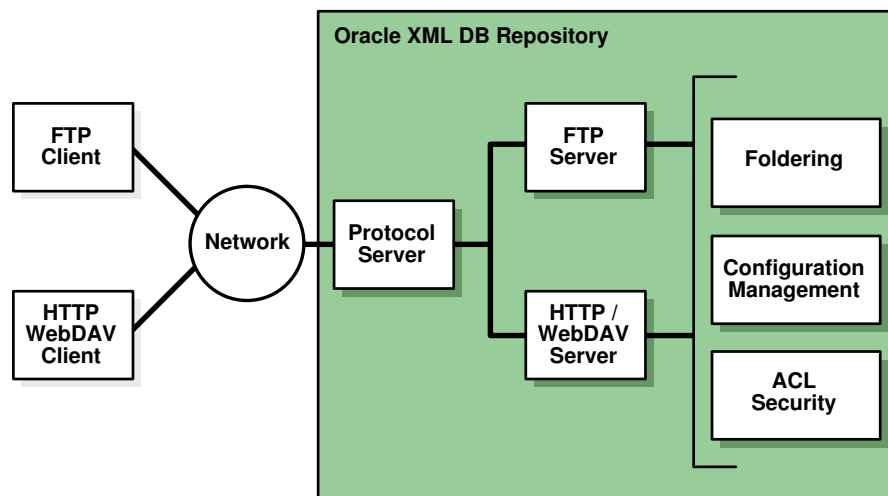 Oracle XML DB Repository
FTP
Client
HTTP
WebDAV
Client
Network
Protocol
Server
FTP
Server
HTTP /
WebDAV
Server
Foldering
Configuration
Management
ACL
Security